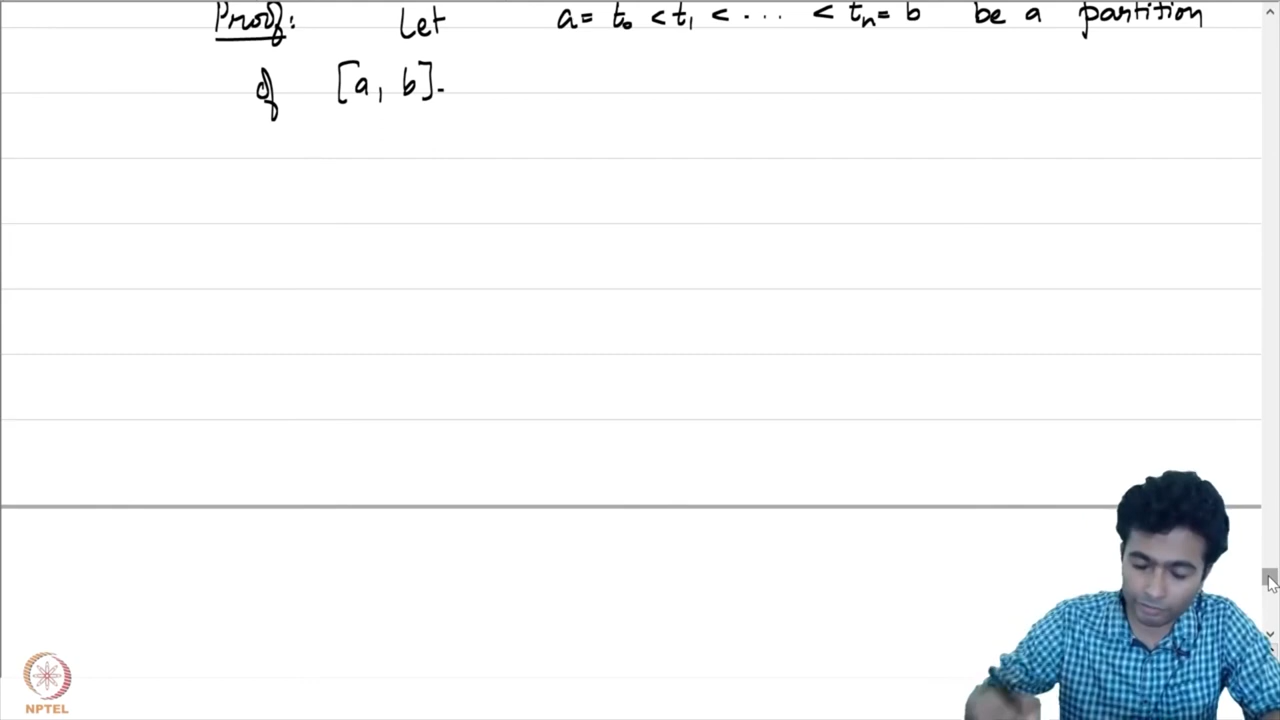 Proof: Let a = t₀ < t₁ < ... < tₙ = b be a partition
of [a, b].
NPTEL